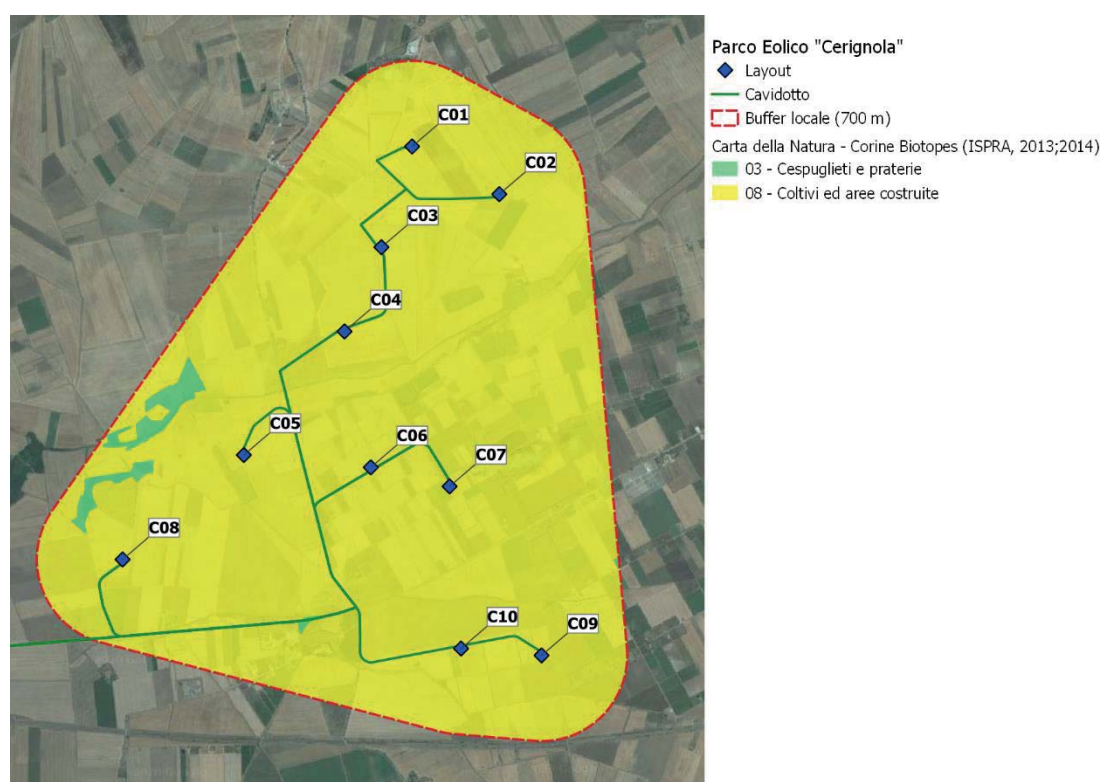 Parco Eolico "Cerignola"
Layout
Cavidotto
Buffer locale (700 m)
Carta della Natura - Corine Biotopes (ISPRA, 2013;2014)
03 - Cespuglieti e praterie
08 - Coltivi ed aree costruite
C01
C02
C03
C04
C05
C06
C07
C08
C10
C09